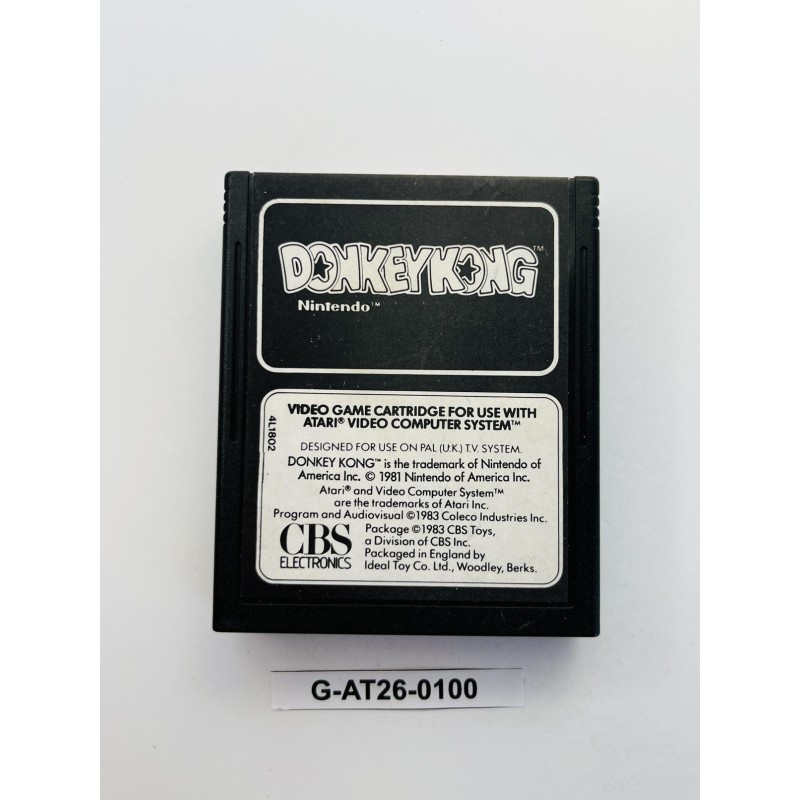 DONKEY KONG™
Nintendo™
4L1802
VIDEO GAME CARTRIDGE FOR USE WITH
ATARI® VIDEO COMPUTER SYSTEM™
DESIGNED FOR USE ON PAL (U.K.) T.V. SYSTEM.
DONKEY KONG™ is the trademark of Nintendo of
America Inc. © 1981 Nintendo of America Inc.
Atari® and Video Computer System™
are the trademarks of Atari Inc.
Program and Audiovisual ©1983 Coleco Industries Inc.
CBS
ELECTRONICS
Package ©1983 CBS Toys,
a Division of CBS Inc.
Packaged in England by
Ideal Toy Co. Ltd., Woodley, Berks.
G-AT26-0100